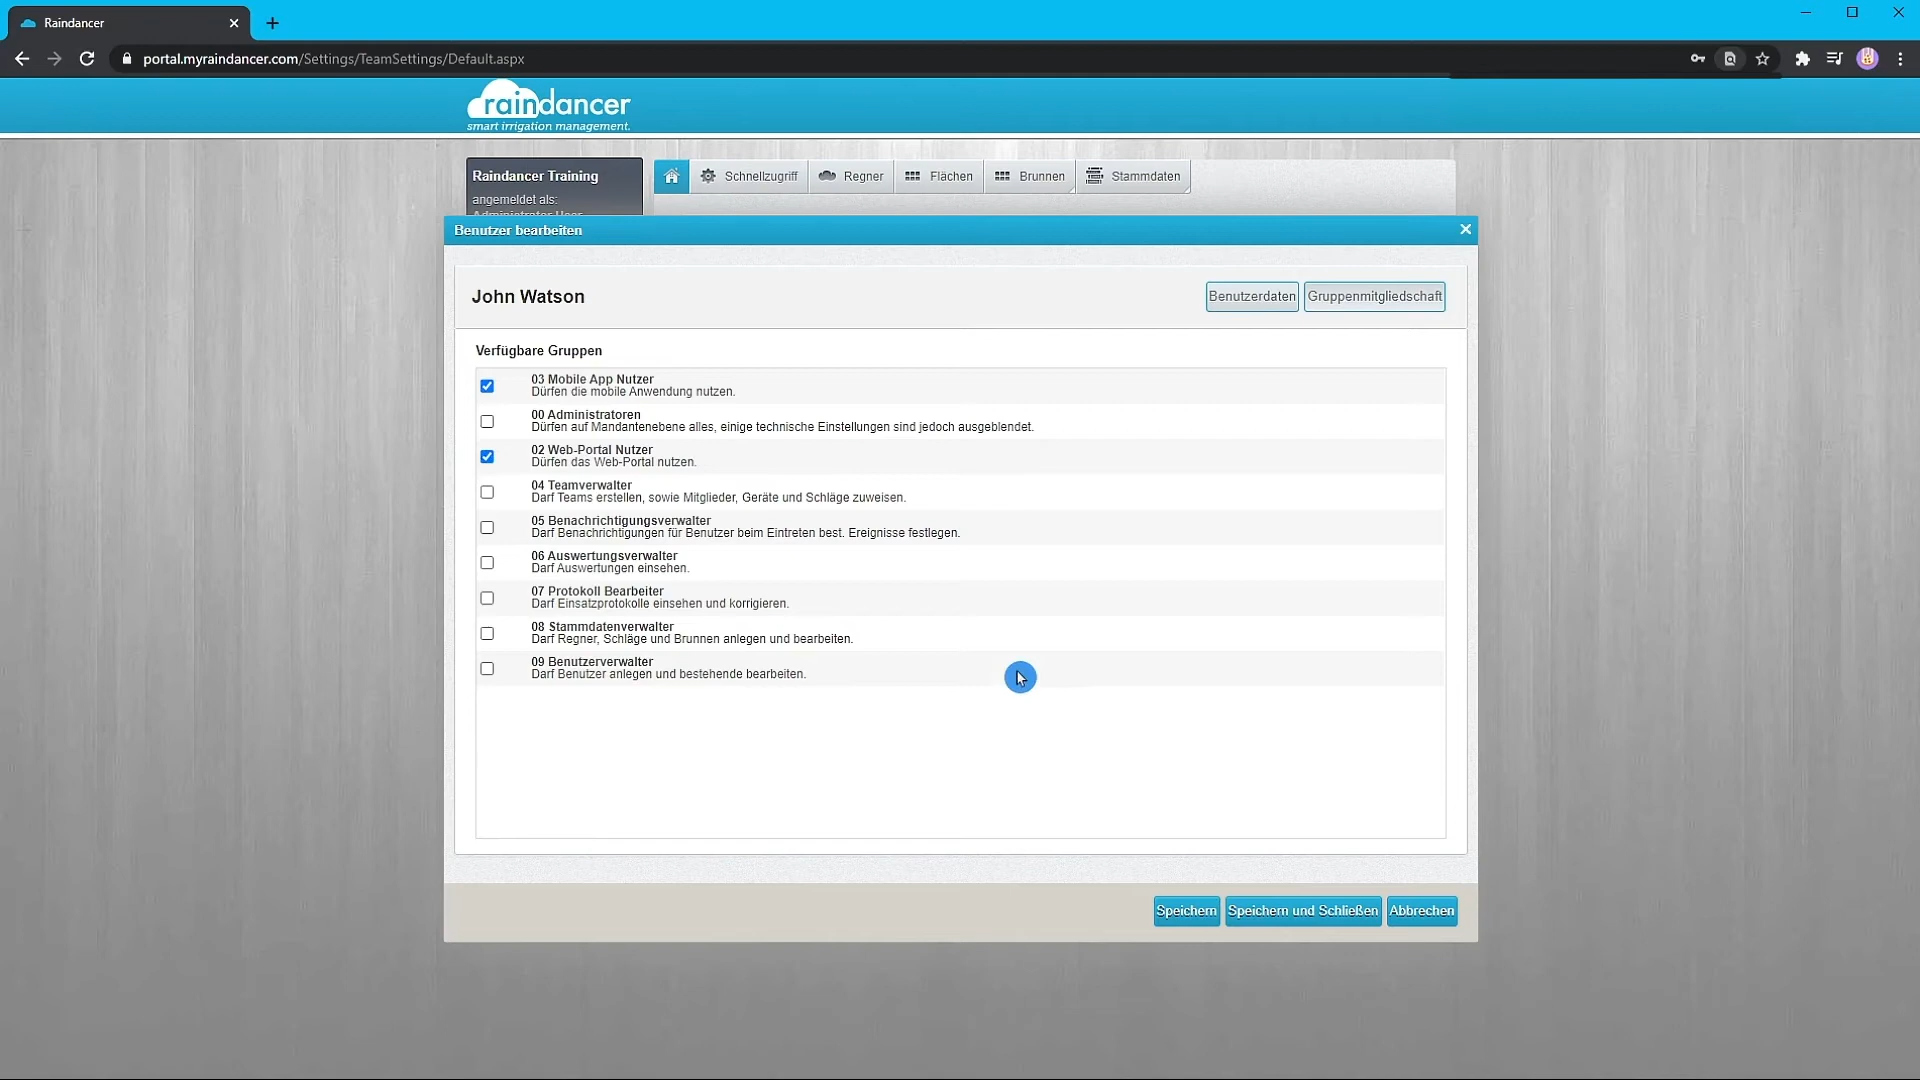 Raindancer
portal.myraindancer.com/Settings/TeamSettings/Default.aspx
raindancer
smart irrigation management.
Raindancer Training
angemeldet als:
Administrator User
Schnellzugriff
Regner
Flächen
Brunnen
Stammdaten
Benutzer bearbeiten
John Watson
Benutzerdaten
Gruppenmitgliedschaft
Verfügbare Gruppen
03 Mobile App Nutzer
Dürfen die mobile Anwendung nutzen.
00 Administratoren
Dürfen auf Mandantenebene alles, einige technische Einstellungen sind jedoch ausgeblendet.
02 Web-Portal Nutzer
Dürfen das Web-Portal nutzen.
04 Teamverwalter
Darf Teams erstellen, sowie Mitglieder, Geräte und Schläge zuweisen.
05 Benachrichtigungsverwalter
Darf Benachrichtigungen für Benutzer beim Eintreten best. Ereignisse festlegen.
06 Auswertungsverwalter
Darf Auswertungen einsehen.
07 Protokoll Bearbeiter
Darf Einsatzprotokolle einsehen und korrigieren.
08 Stammdatenverwalter
Darf Regner, Schläge und Brunnen anlegen und bearbeiten.
09 Benutzerverwalter
Darf Benutzer anlegen und bestehende bearbeiten.
Speichern
Speichern und Schließen
Abbrechen